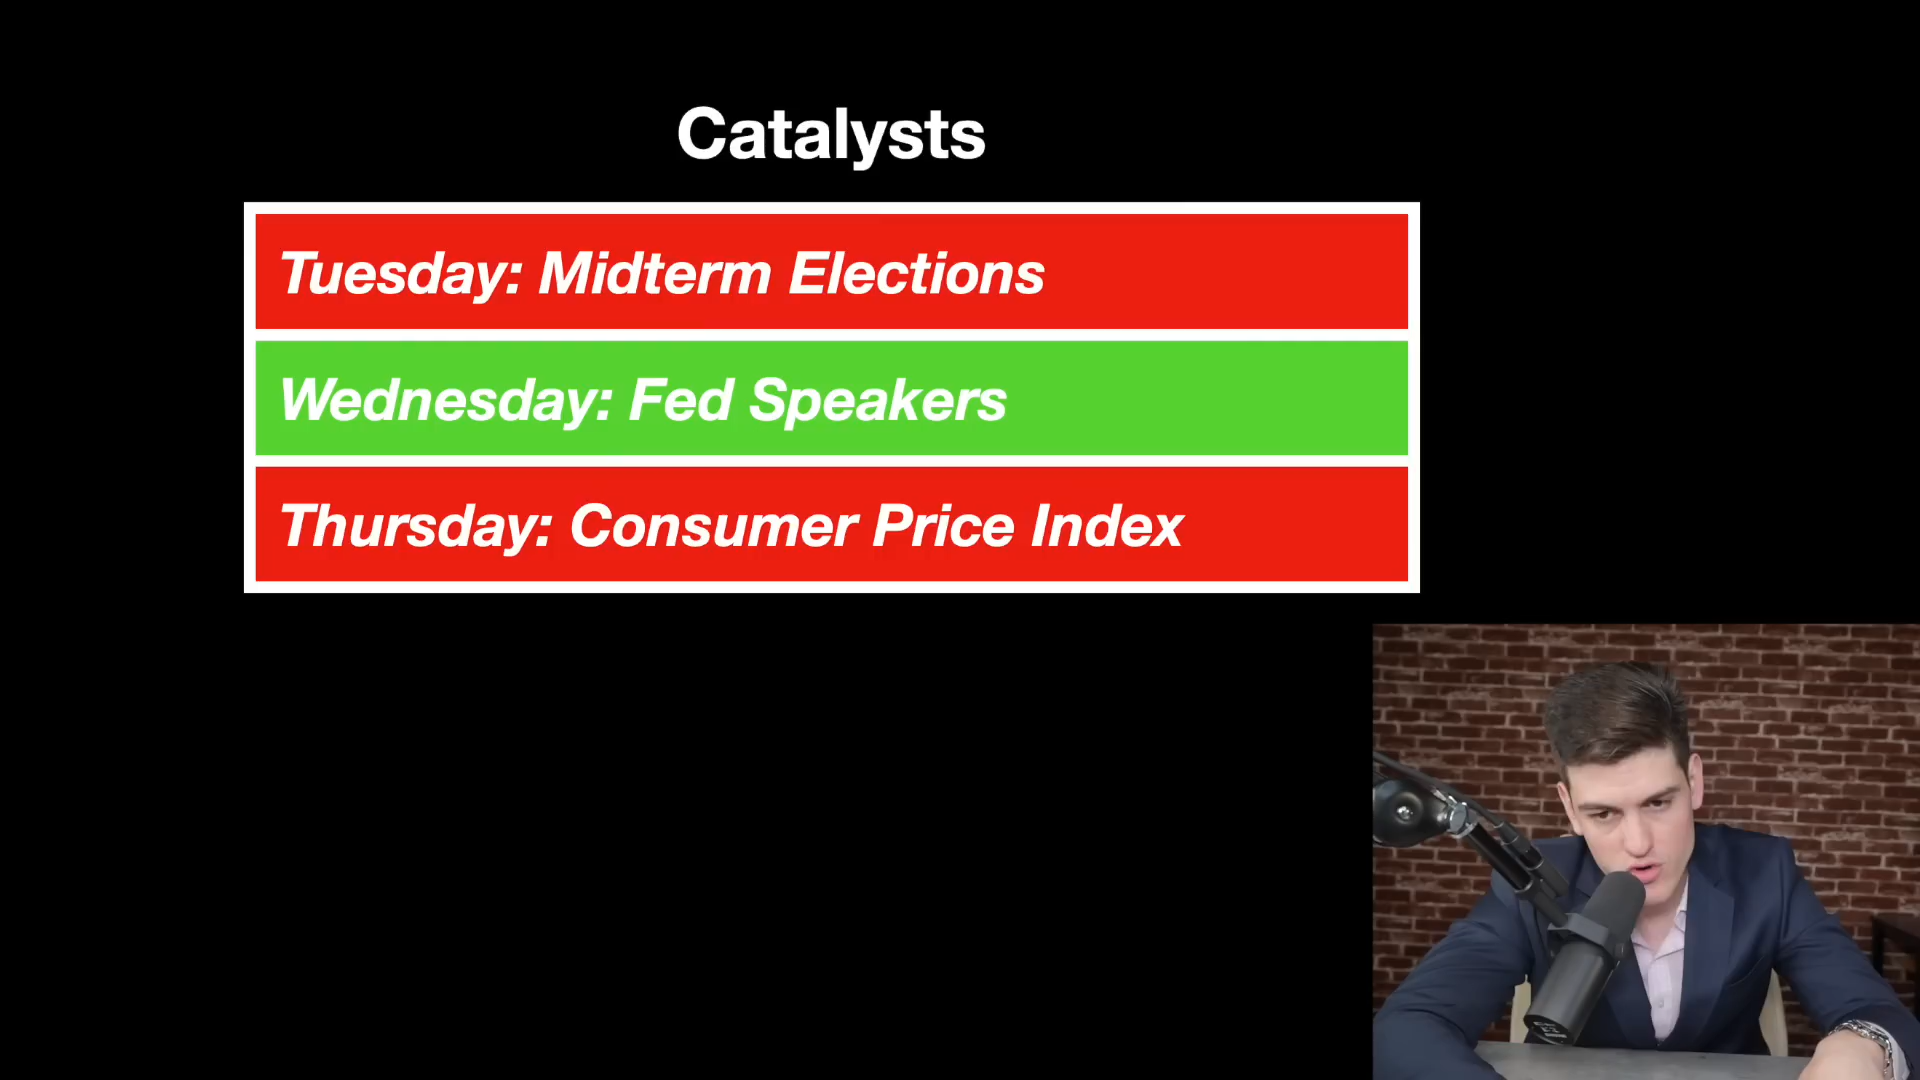 Catalysts
Tuesday: Midterm Elections
Wednesday: Fed Speakers
Thursday: Consumer Price Index